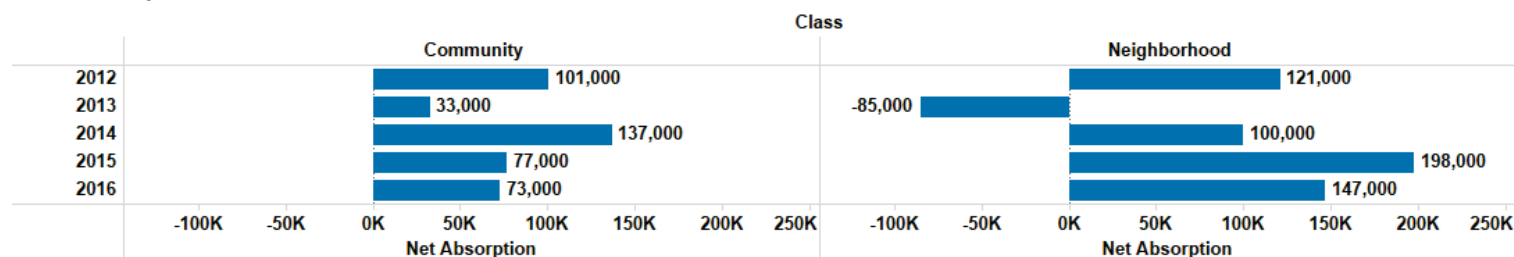 Class
Community Neighborhood
2012 101,000 121,000
2013 33,000 -85,000
2014 137,000 100,000
2015 77,000 198,000
2016 73,000 147,000
-100K -50K 0K 50K 100K 150K 200K 250K -100K -50K 0K 50K 100K 150K 200K 250K
Net Absorption Net Absorption